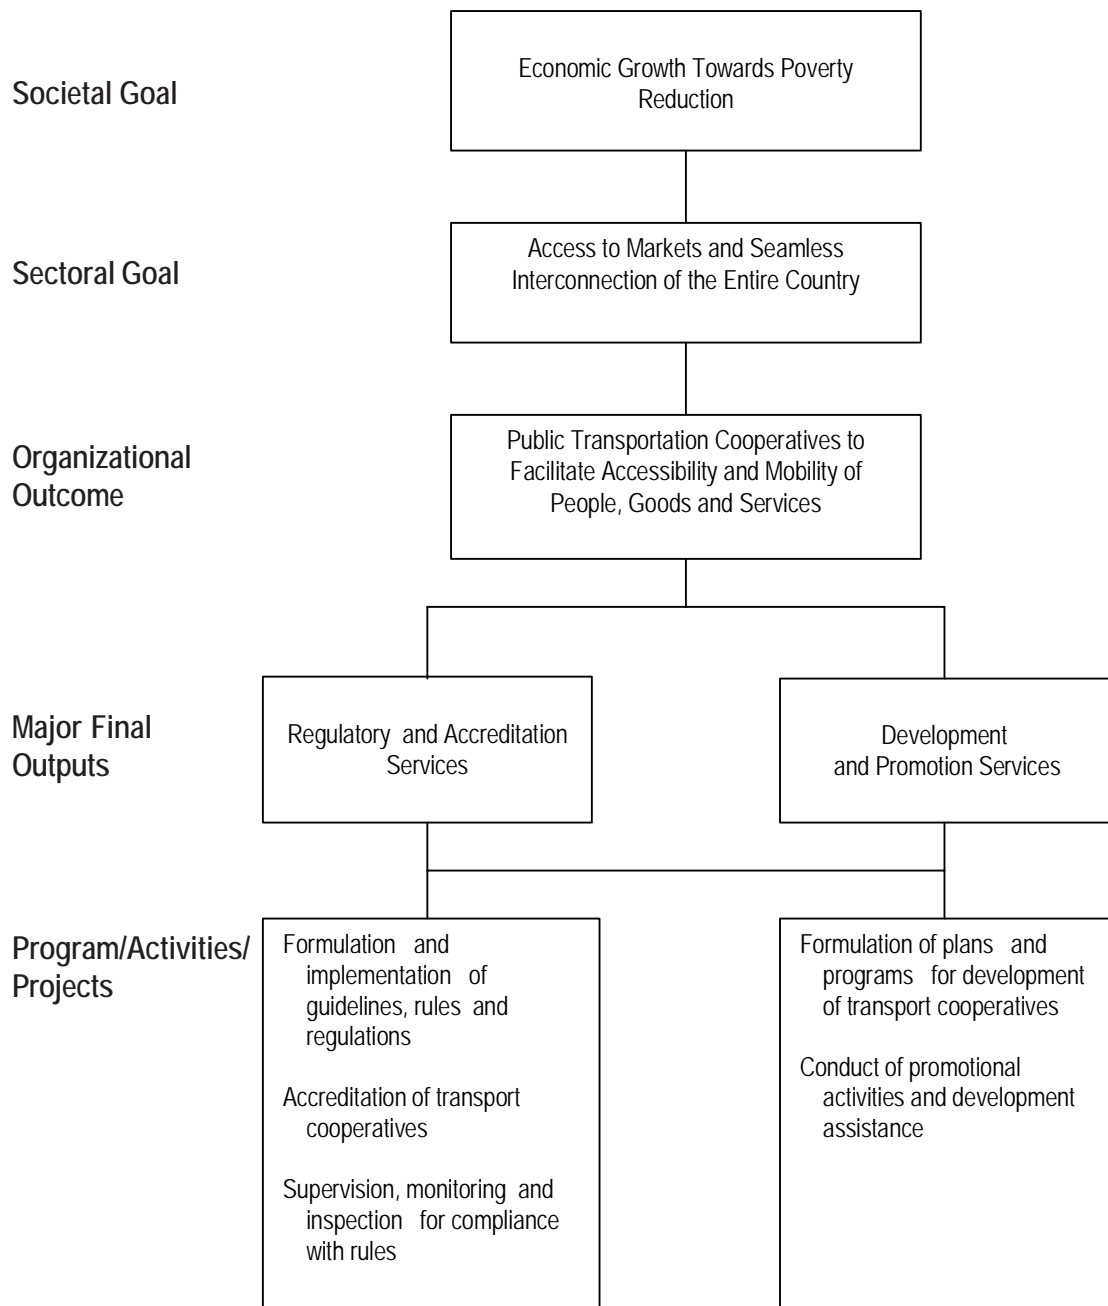 Societal Goal
Economic Growth Towards Poverty
Reduction
Sectoral Goal
Access to Markets and Seamless
Interconnection of the Entire Country
Organizational
Outcome
Public Transportation Cooperatives to
Facilitate Accessibility and Mobility of
People, Goods and Services
Major Final
Outputs
Regulatory and Accreditation
Services
Development
and Promotion Services
Program/Activities/
Projects
Formulation and
implementation of
guidelines, rules and
regulations
Accreditation of transport
cooperatives
Supervision, monitoring and
inspection for compliance
with rules
Formulation of plans and
programs for development
of transport cooperatives
Conduct of promotional
activities and development
assistance